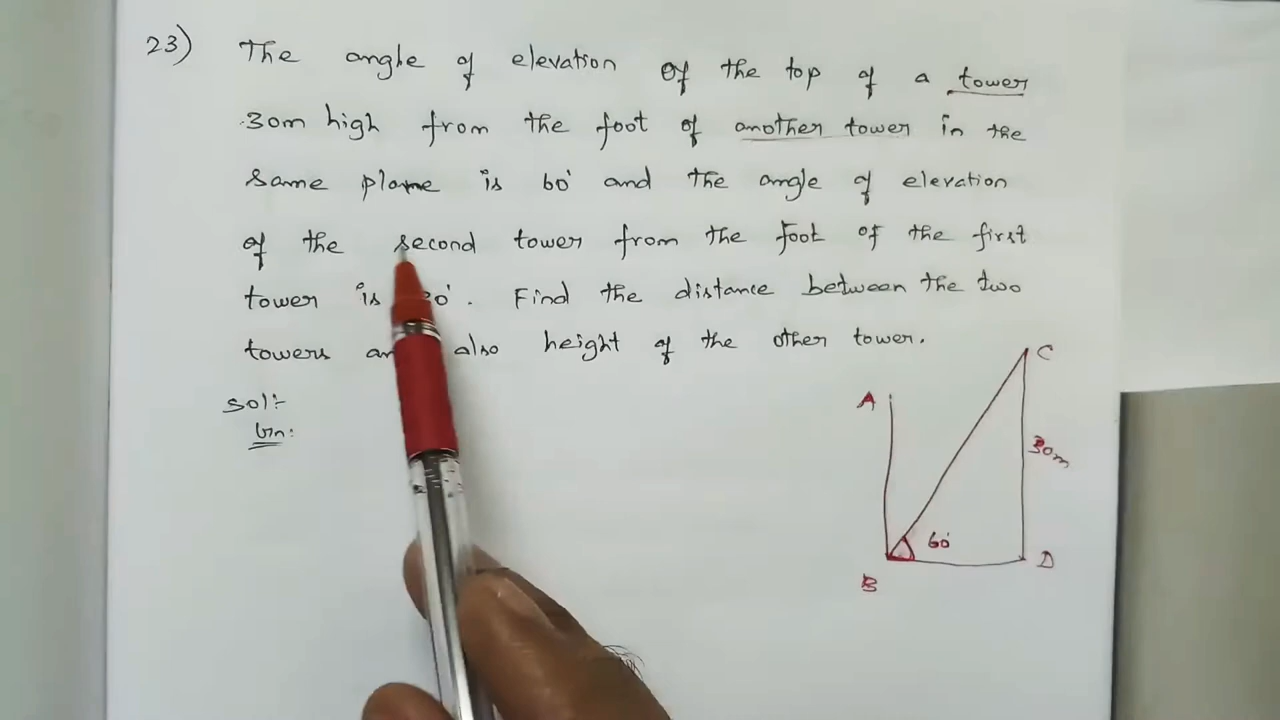 23) The angle of elevation of the top of a tower
30m high from the foot of another tower in the
same plane is 60° and the angle of elevation
of the second tower from the foot of the first
tower is 30°. Find the distance between the two
towers also height of the other tower.
Sol:-
Gn:
A
C
30m
60°
B
D